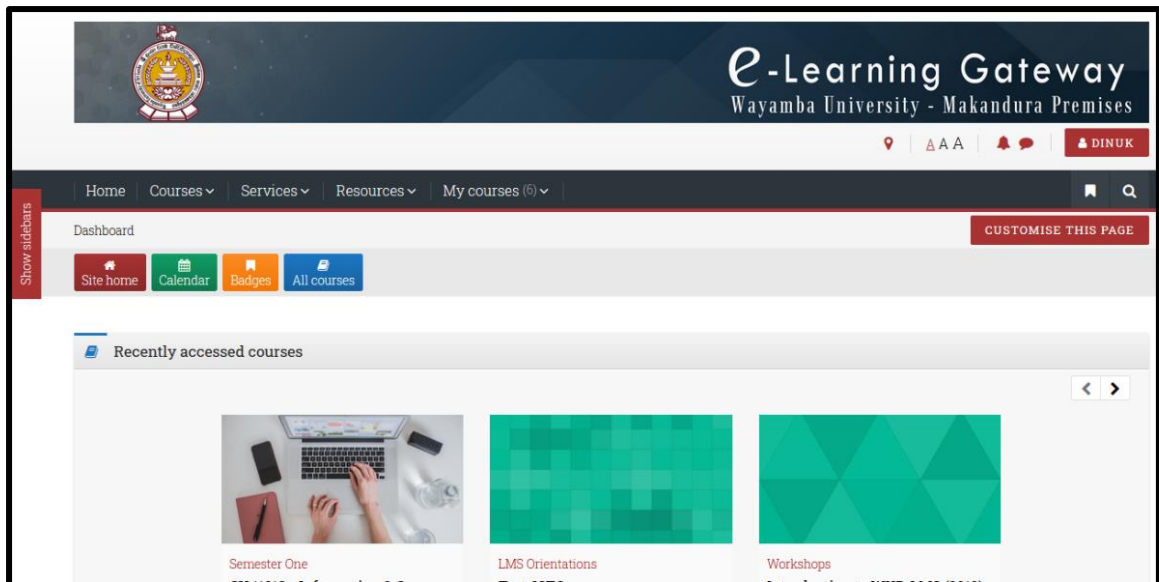 e-Learning Gateway
Wayamba University - Makandura Premises
A A A
DINUK
Home Courses Services Resources My courses (6)
Show sidebars
Dashboard
CUSTOMISE THIS PAGE
Site home Calendar Badges All courses
Recently accessed courses
Semester One LMS Orientations Workshops